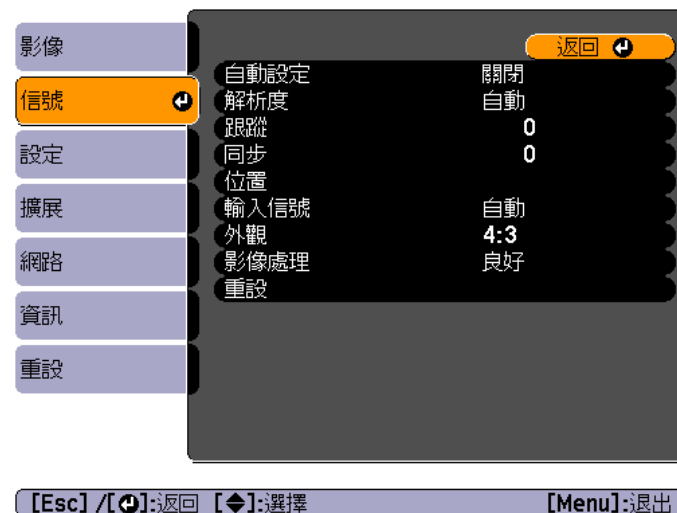 影像
信號
設定
擴展
網路
資訊
重設
返回
自動設定 關閉
解析度 自動
跟蹤 0
同步 0
位置
輸入信號 自動
外觀 4:3
影像處理 良好
重設
[Esc] /[ ]:返回 [ ]:選擇 [Menu]:退出